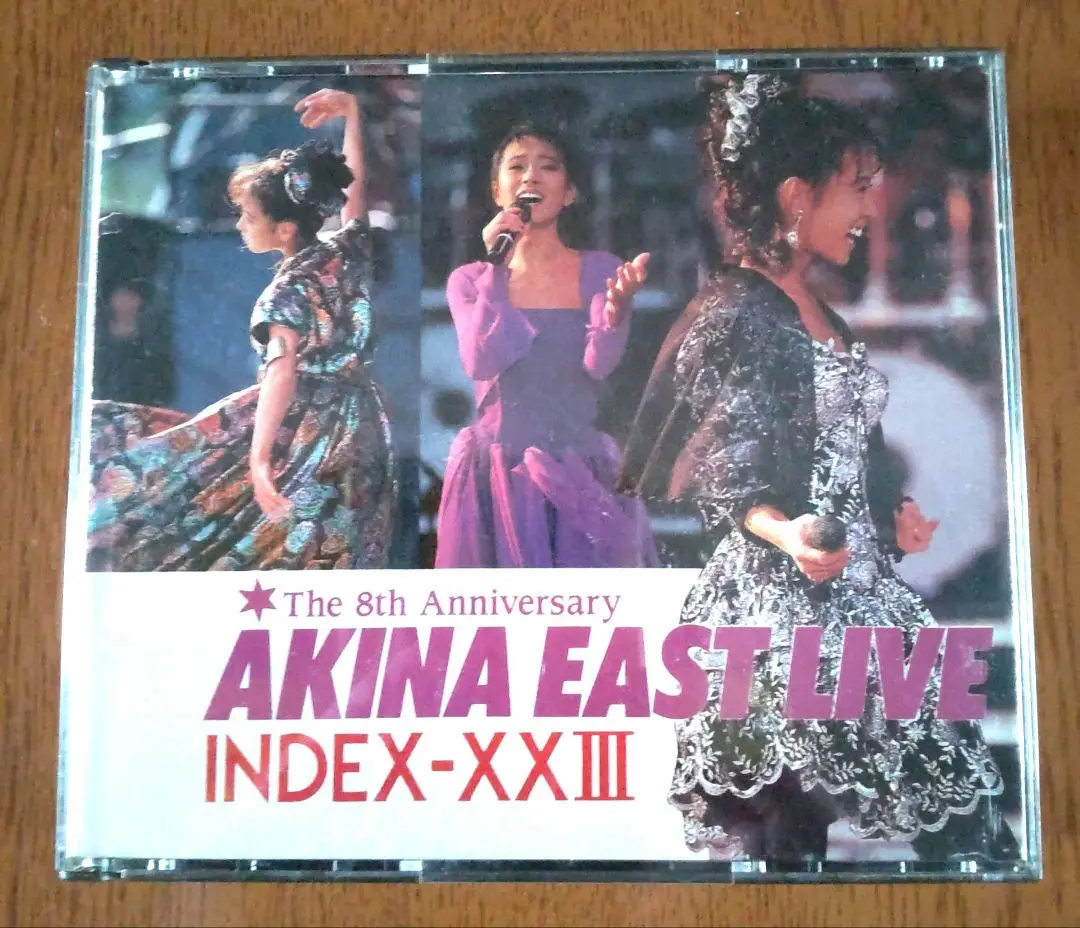 The 8th Anniversary
AKINA EAST LIVE
INDEX-XXIII